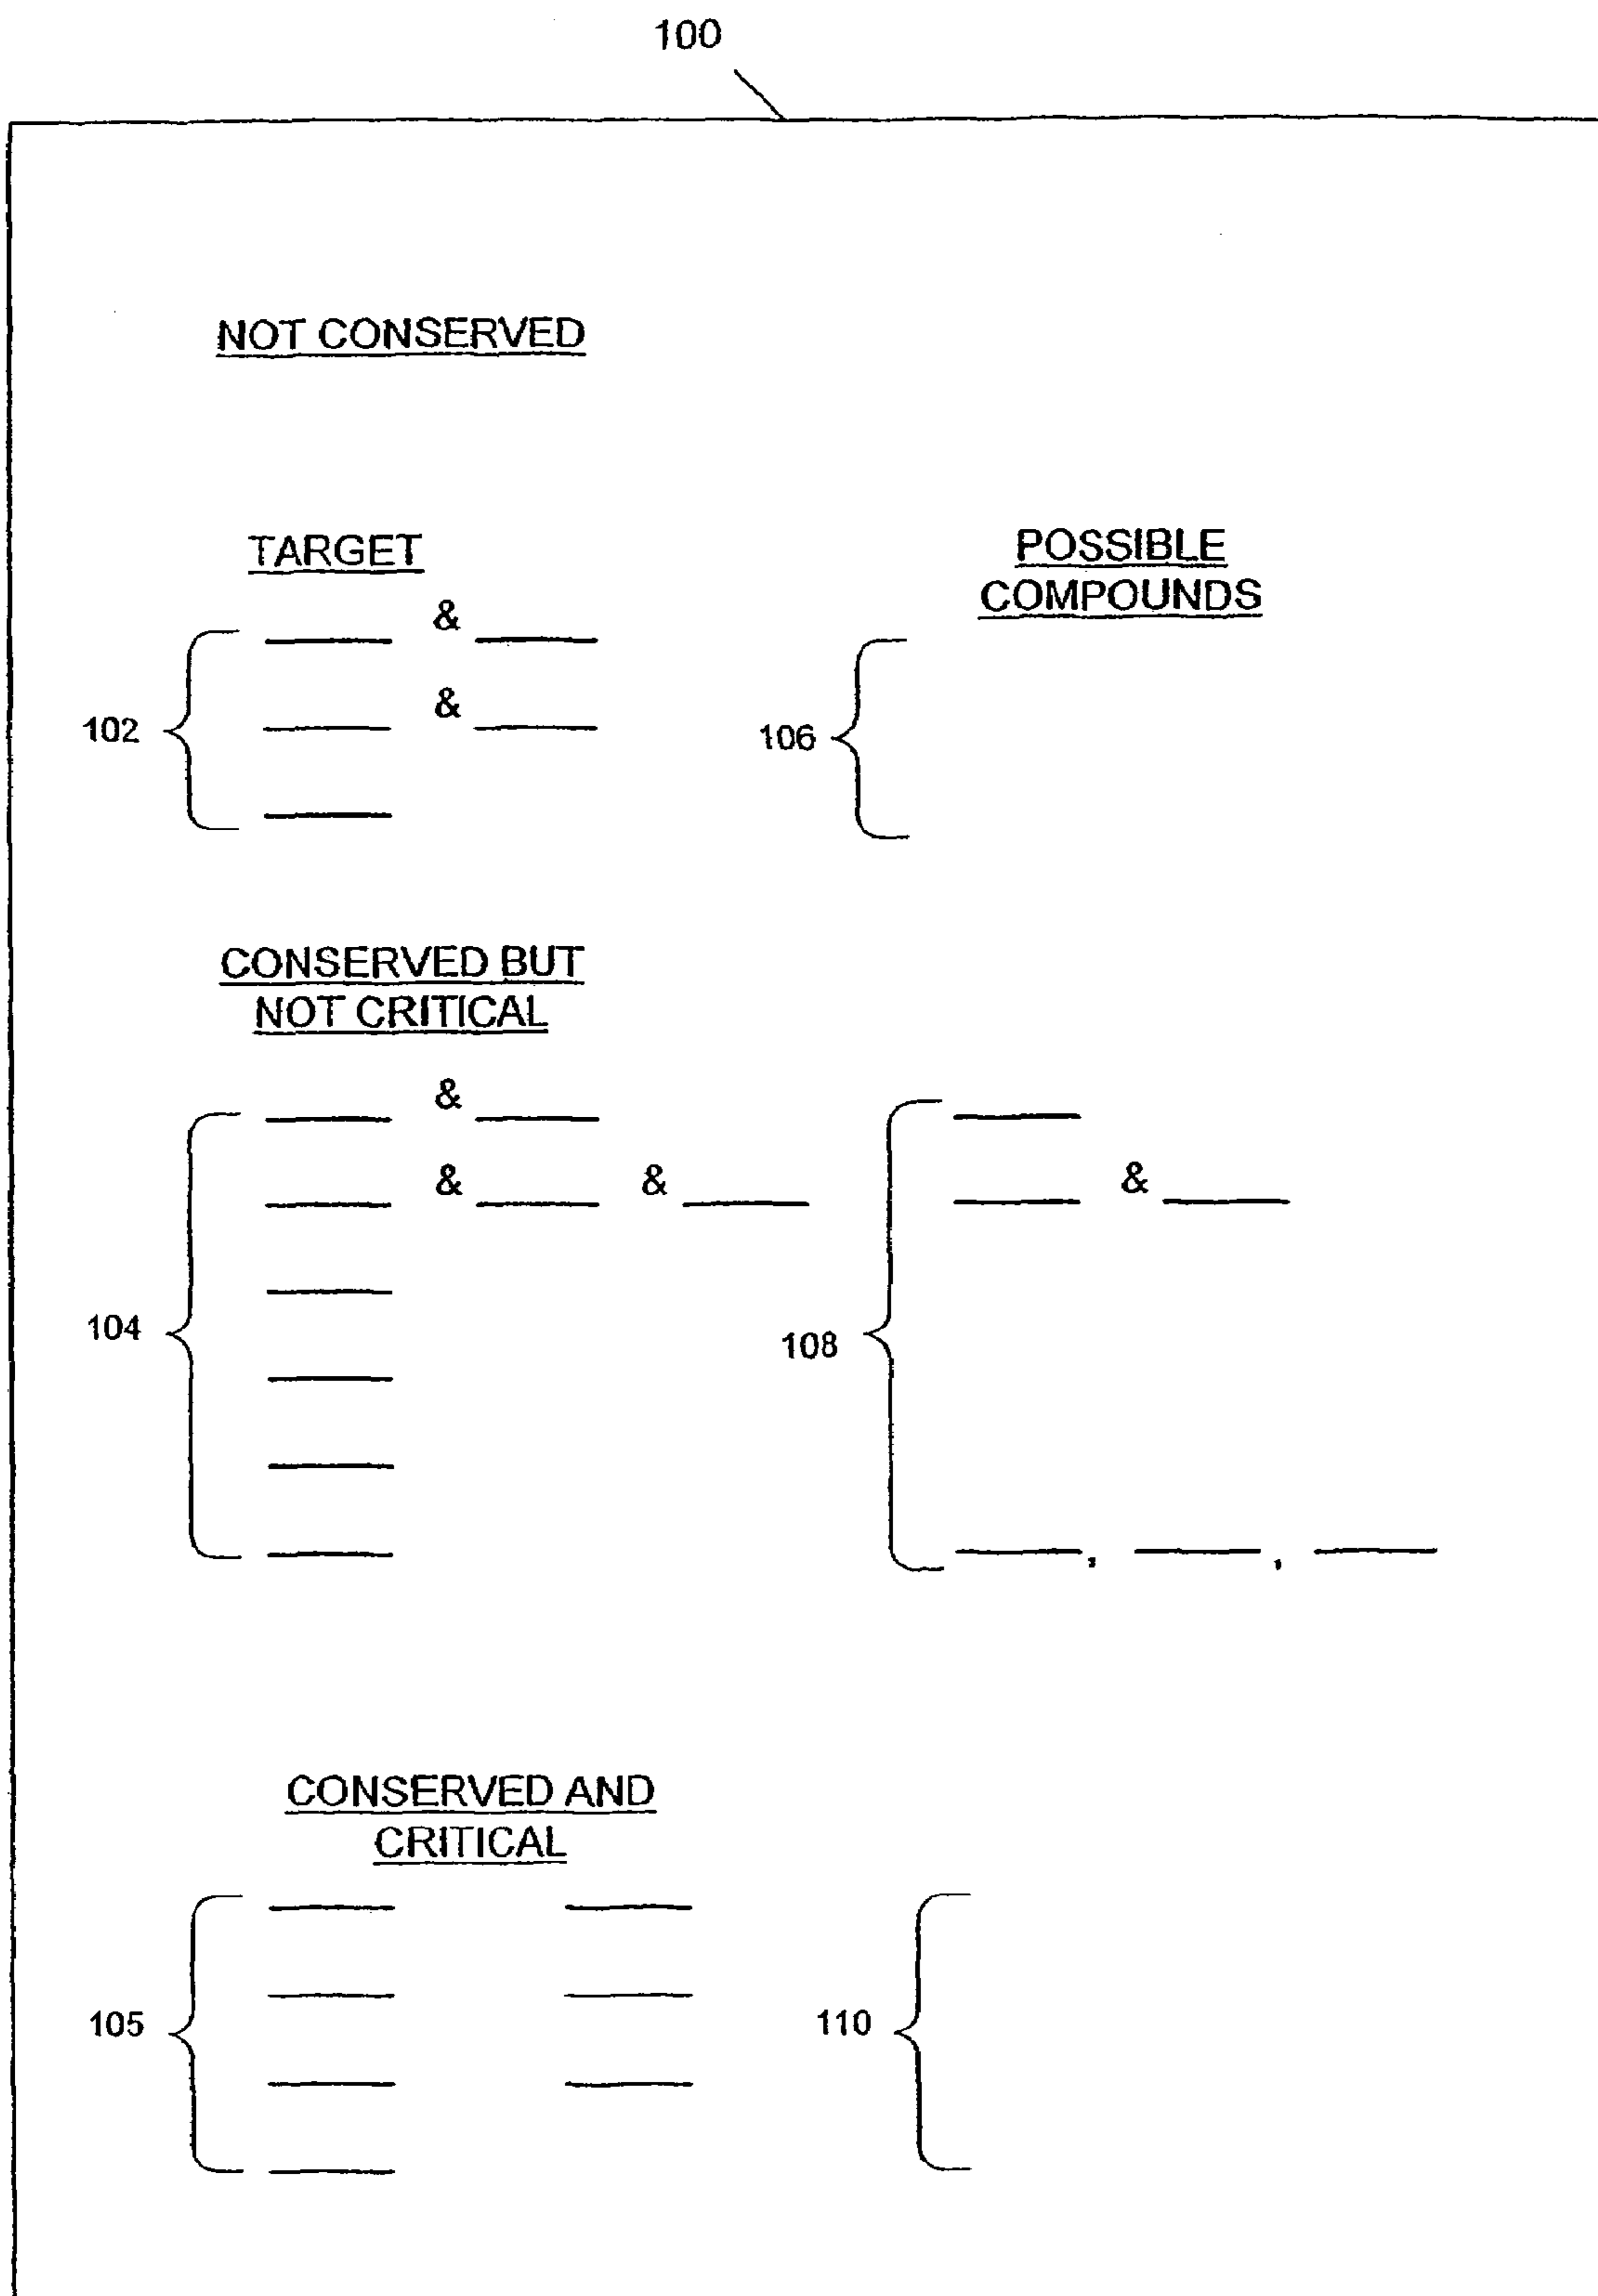 100
NOT CONSERVED
TARGET
POSSIBLE
COMPOUNDS
&
&
102
106
CONSERVED BUT
NOT CRITICAL
&
& & &
104
108
, ,
CONSERVED AND
CRITICAL
105
110